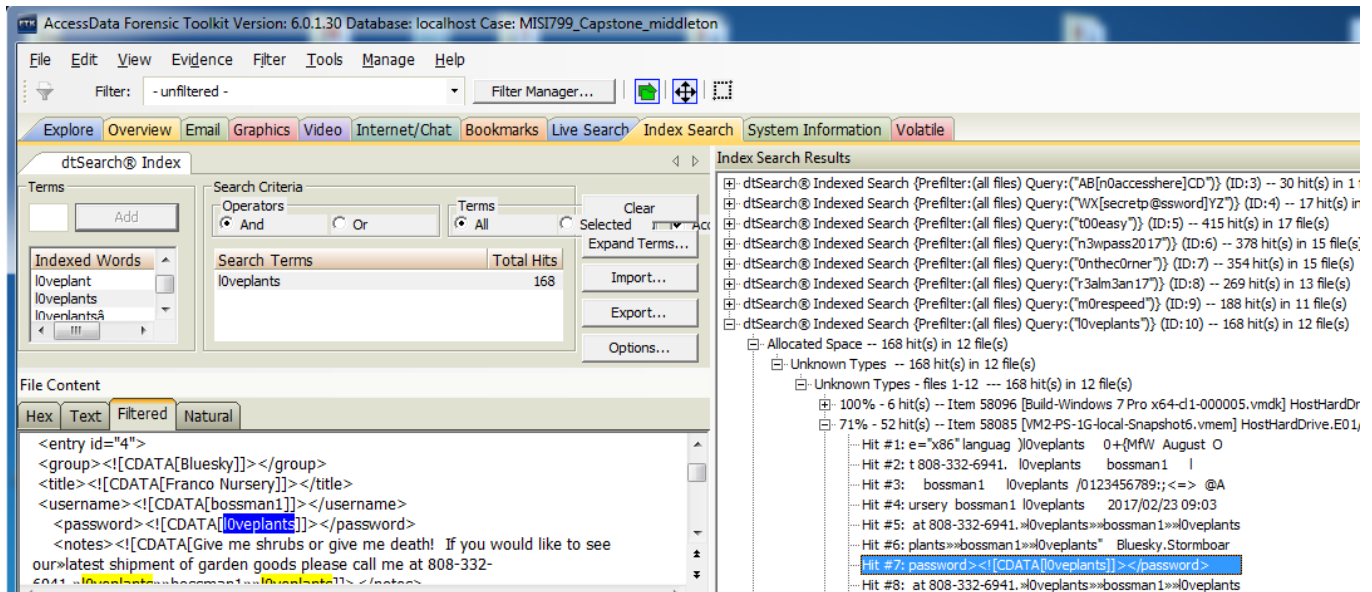 AccessData Forensic Toolkit Version: 6.0.1.30 Database: localhost Case: MISI799_Capstone_middleton
File Edit View Evidence Filter Tools Manage Help
Filter: - unfiltered - Filter Manager...
Explore Overview Email Graphics Video Internet/Chat Bookmarks Live Search Index Search System Information Volatile
dtSearch® Index
Terms
Add
Indexed Words
l0veplant
l0veplants
l0veplantsâ
Search Criteria
Operators
And Or
Terms
All Selected
Search Terms Total Hits
l0veplants 168
Clear
Expand Terms...
Import...
Export...
Options...
File Content
Hex Text Filtered Natural
<entry id="4">
<group><![CDATA[Bluesky]]></group>
<title><![CDATA[Franco Nursery]]></title>
<username><![CDATA[bossman1]]></username>
<password><![CDATA[l0veplants]]></password>
<notes><![CDATA[Give me shrubs or give me death! If you would like to see
our»latest shipment of garden goods please call me at 808-332-
6941.»l0veplants»»bossman1»»l0veplants]]></notes>
Index Search Results
dtSearch® Indexed Search {Prefilter:(all files) Query:("AB[n0accesshere]CD")} (ID:3) -- 30 hit(s) in 1
dtSearch® Indexed Search {Prefilter:(all files) Query:("WX[secretp@ssword]YZ")} (ID:4) -- 17 hit(s) in
dtSearch® Indexed Search {Prefilter:(all files) Query:("t00easy")} (ID:5) -- 415 hit(s) in 17 file(s)
dtSearch® Indexed Search {Prefilter:(all files) Query:("n3wpass2017")} (ID:6) -- 378 hit(s) in 15 file(s)
dtSearch® Indexed Search {Prefilter:(all files) Query:("0nthec0rner")} (ID:7) -- 354 hit(s) in 15 file(s)
dtSearch® Indexed Search {Prefilter:(all files) Query:("r3alm3an17")} (ID:8) -- 269 hit(s) in 13 file(s)
dtSearch® Indexed Search {Prefilter:(all files) Query:("m0respeed")} (ID:9) -- 188 hit(s) in 11 file(s)
dtSearch® Indexed Search {Prefilter:(all files) Query:("l0veplants")} (ID:10) -- 168 hit(s) in 12 file(s)
Allocated Space -- 168 hit(s) in 12 file(s)
Unknown Types -- 168 hit(s) in 12 file(s)
Unknown Types - files 1-12 --- 168 hit(s) in 12 file(s)
100% - 6 hit(s) -- Item 58096 [Build-Windows 7 Pro x64-cl1-000005.vmdk] HostHardDr
71% - 52 hit(s) -- Item 58085 [VM2-PS-1G-local-Snapshot6.vmem] HostHardDrive.E01/
Hit #1: e="x86" languag )l0veplants 0+{MfW August O
Hit #2: t 808-332-6941. l0veplants bossman1 l
Hit #3: bossman1 l0veplants /0123456789:;<=> @A
Hit #4: ursery bossman1 l0veplants 2017/02/23 09:03
Hit #5: at 808-332-6941.»l0veplants»»bossman1»»l0veplants
Hit #6: plants»»bossman1»»l0veplants" Bluesky.Stormboar
Hit #7: password><![CDATA[l0veplants]]></password>
Hit #8: at 808-332-6941.»l0veplants»»bossman1»»l0veplants